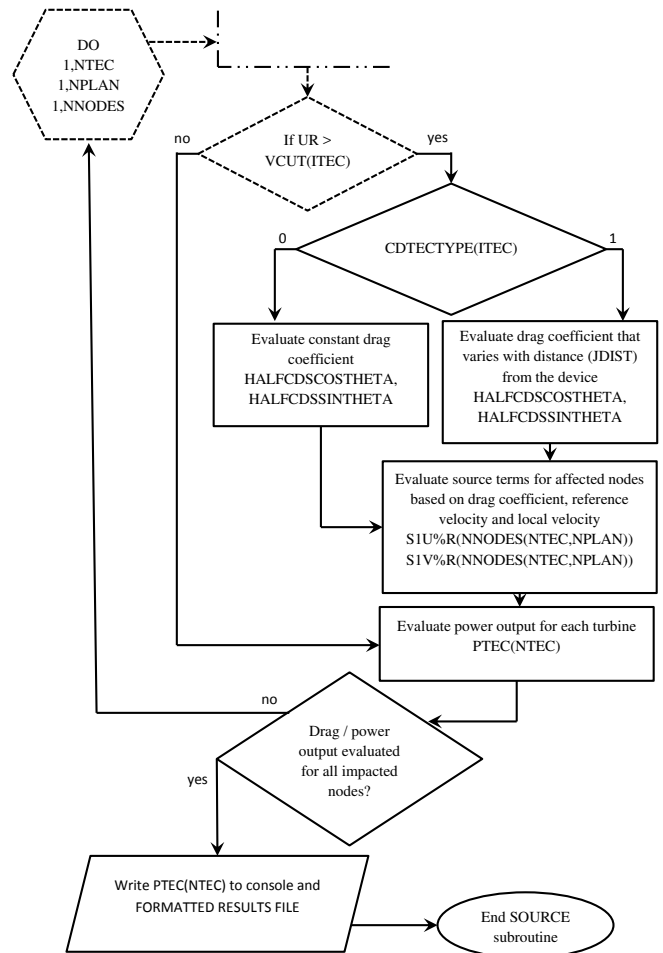 DO
1,NTEC
1,NPLAN
1,NNODES
If UR >
VCUT(ITEC)
no
yes
CDTECTYPE(ITEC)
0
1
Evaluate constant drag
coefficient
HALFCDSCOSTHETA,
HALFCDSSINTHETA
Evaluate drag coefficient that
varies with distance (JDIST)
from the device
HALFCDSCOSTHETA,
HALFCDSSINTHETA
Evaluate source terms for affected nodes
based on drag coefficient, reference
velocity and local velocity
S1U%R(NNODES(NTEC,NPLAN))
S1V%R(NNODES(NTEC,NPLAN))
Evaluate power output for each turbine
PTEC(NTEC)
no
Drag / power
output evaluated
for all impacted
nodes?
yes
Write PTEC(NTEC) to console and
FORMATTED RESULTS FILE
End SOURCE
subroutine